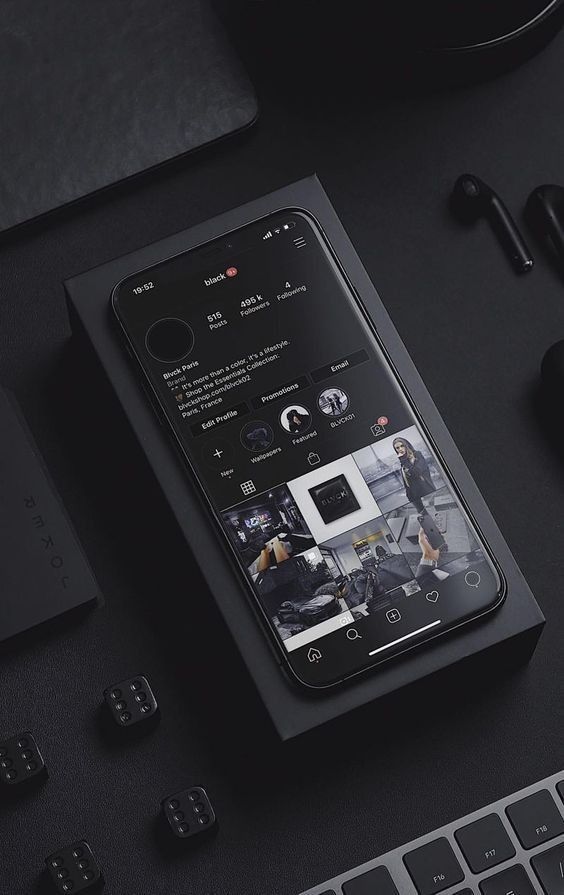 19:52
black 9+
515
Posts
495 k
Followers
4
Following
Blvck Paris
Brand
It's more than a color, it's a lifestyle.
Shop the Essentials Collection:
blvckshop.com/blvck02
Paris, France
Edit Profile
Promotions
Email
New
Wallpapers
Featured
BLVCK01
4
BLVCK
JOKER
F16
F17
F18